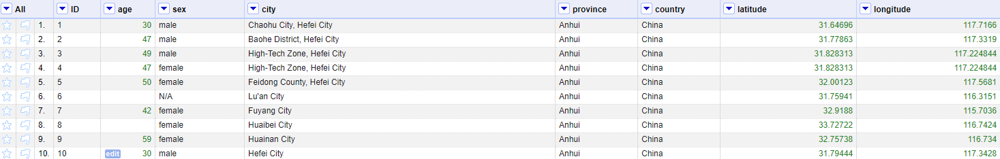 All ID age sex city province country latitude longitude
1. 1 30 male Chaohu City, Hefei City Anhui China 31.64696 117.7166
2. 2 47 male Baohe District, Hefei City Anhui China 31.77863 117.3319
3. 3 49 male High-Tech Zone, Hefei City Anhui China 31.828313 117.224844
4. 4 47 female High-Tech Zone, Hefei City Anhui China 31.828313 117.224844
5. 5 50 female Feidong County, Hefei City Anhui China 32.00123 117.5681
6. 6 N/A Lu'an City Anhui China 31.75941 116.3151
7. 7 42 female Fuyang City Anhui China 32.9188 115.7036
8. 8 female Huaibei City Anhui China 33.72722 116.7424
9. 9 59 female Huainan City Anhui China 32.75738 116.734
10. 10 edit 30 male Hefei City Anhui China 31.79444 117.3428